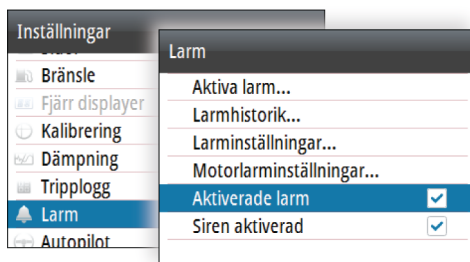 Inställningar
Bränsle
Fjärr displayer
Kalibrering
Dämpning
Tripplogg
Larm
Autopilot
Larm
Aktiva larm...
Larmhistorik...
Larminställningar...
Motorlarminställningar...
Aktiverade larm
Siren aktiverad